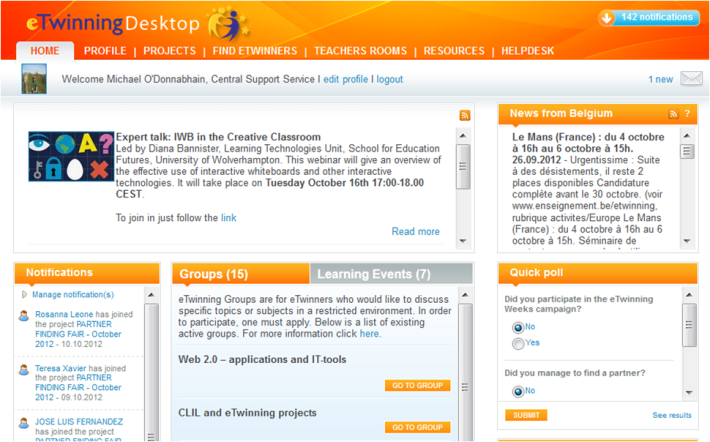 eTwinningDesktop
142 notifications
HOME
PROFILE | PROJECTS | FIND ETWINNERS | TEACHERS ROOMS | RESOURCES | HELPDESK
Welcome Michael O'Donnabhain, Central Support Service I edit profile I logout
1 new
Expert talk: IWB in the Creative Classroom
Led by Diana Bannister, Learning Technologies Unit, School for Education
Futures, University of Wolverhampton. This webinar will give an overview of
the effective use of interactive whiteboards and other interactive
technologies. It will take place on Tuesday October 16th 17:00-18.00
CEST.
To join in just follow the link
Read more
News from Belgium
?
Le Mans (France) : du 4 octobre
à 16h au 6 octobre à 15h.
26.09.2012 - Urgentissime : Suite
à des désistements, il reste 2
places disponibles Candidature
complète avant le 30 octobre. (voir
www.enseignement.be/etwinning,
rubrique activites/Europe Le Mans
(France) : du 4 octobre à 16h au 6
octobre à 15h. Séminaire de
Notifications
Manage notification(s)
Rosanna Leone has joined
the project PARTNER
FINDING FAIR - October
2012 - 10.10.2012
Teresa Xavier has joined
the project PARTNER
FINDING FAIR - October
2012 - 09.10.2012
JOSE LUIS FERNANDEZ
has joined the project
PARTNER FINDING FAIR -
Groups (15)
Learning Events (7)
eTwinning Groups are for eTwinners who would like to discuss
specific topics or subjects in a restricted environment. In order
to participate, one must apply. Below is a list of existing
active groups. For more information click here.
Web 2.0 – applications and IT-tools
GO TO GROUP
CLIL and eTwinning projects
GO TO GROUP
Quick poll
Did you participate in the eTwinning
Weeks campaign?
No
Yes
Did you manage to find a partner?
No
SUBMIT
See results